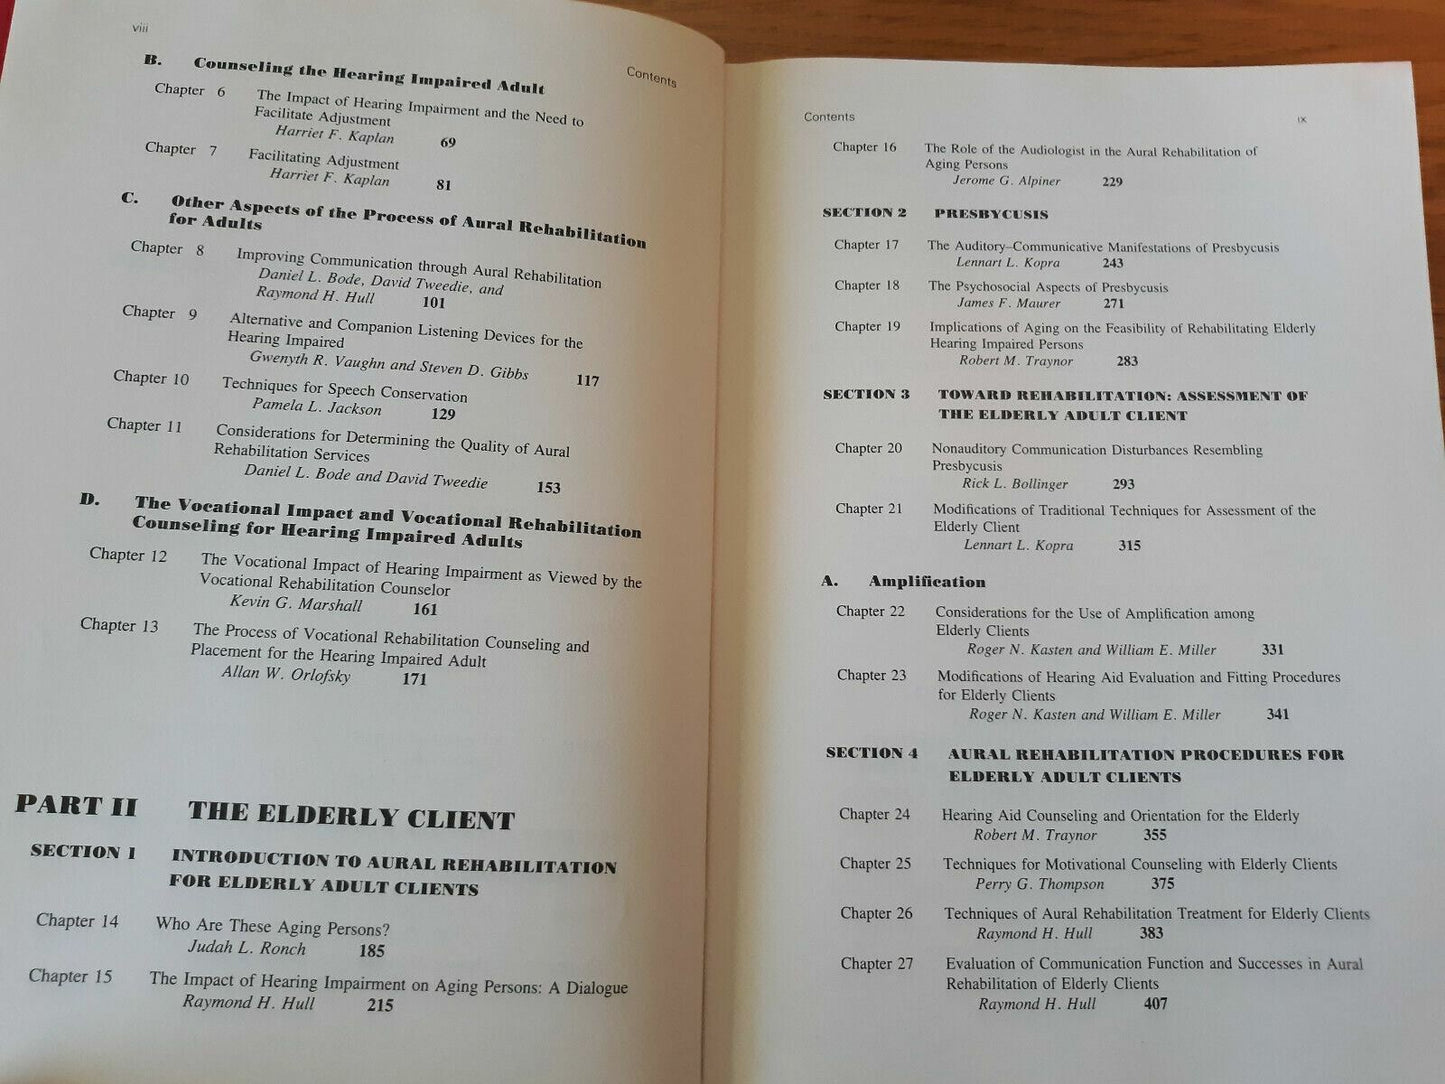 viii
Contents
B. Counseling the Hearing Impaired Adult
Chapter 6 The Impact of Hearing Impairment and the Need to
Facilitate Adjustment
Harriet F. Kaplan 69
Chapter 7 Facilitating Adjustment
Harriet F. Kaplan 81
C. Other Aspects of the Process of Aural Rehabilitation
for Adults
Chapter 8 Improving Communication through Aural Rehabilitation
Daniel L. Bode, David Tweedie, and
Raymond H. Hull 101
Chapter 9 Alternative and Companion Listening Devices for the
Hearing Impaired
Gwenyth R. Vaughn and Steven D. Gibbs 117
Chapter 10 Techniques for Speech Conservation
Pamela L. Jackson 129
Chapter 11 Considerations for Determining the Quality of Aural
Rehabilitation Services
Daniel L. Bode and David Tweedie 153
D. The Vocational Impact and Vocational Rehabilitation
Counseling for Hearing Impaired Adults
Chapter 12 The Vocational Impact of Hearing Impairment as Viewed by the
Vocational Rehabilitation Counselor
Kevin G. Marshall 161
Chapter 13 The Process of Vocational Rehabilitation Counseling and
Placement for the Hearing Impaired Adult
Allan W. Orlofsky 171
PART II THE ELDERLY CLIENT
SECTION 1 INTRODUCTION TO AURAL REHABILITATION
FOR ELDERLY ADULT CLIENTS
Chapter 14 Who Are These Aging Persons?
Judah L. Ronch 185
Chapter 15 The Impact of Hearing Impairment on Aging Persons: A Dialogue
Raymond H. Hull 215
Contents ix
Chapter 16 The Role of the Audiologist in the Aural Rehabilitation of
Aging Persons
Jerome G. Alpiner 229
SECTION 2 PRESBYCUSIS
Chapter 17 The Auditory–Communicative Manifestations of Presbycusis
Lennart L. Kopra 243
Chapter 18 The Psychosocial Aspects of Presbycusis
James F. Maurer 271
Chapter 19 Implications of Aging on the Feasibility of Rehabilitating Elderly
Hearing Impaired Persons
Robert M. Traynor 283
SECTION 3 TOWARD REHABILITATION: ASSESSMENT OF
THE ELDERLY ADULT CLIENT
Chapter 20 Nonauditory Communication Disturbances Resembling
Presbycusis
Rick L. Bollinger 293
Chapter 21 Modifications of Traditional Techniques for Assessment of the
Elderly Client
Lennart L. Kopra 315
A. Amplification
Chapter 22 Considerations for the Use of Amplification among
Elderly Clients
Roger N. Kasten and William E. Miller 331
Chapter 23 Modifications of Hearing Aid Evaluation and Fitting Procedures
for Elderly Clients
Roger N. Kasten and William E. Miller 341
SECTION 4 AURAL REHABILITATION PROCEDURES FOR
ELDERLY ADULT CLIENTS
Chapter 24 Hearing Aid Counseling and Orientation for the Elderly
Robert M. Traynor 355
Chapter 25 Techniques for Motivational Counseling with Elderly Clients
Perry G. Thompson 375
Chapter 26 Techniques of Aural Rehabilitation Treatment for Elderly Clients
Raymond H. Hull 383
Chapter 27 Evaluation of Communication Function and Successes in Aural
Rehabilitation of Elderly Clients
Raymond H. Hull 407